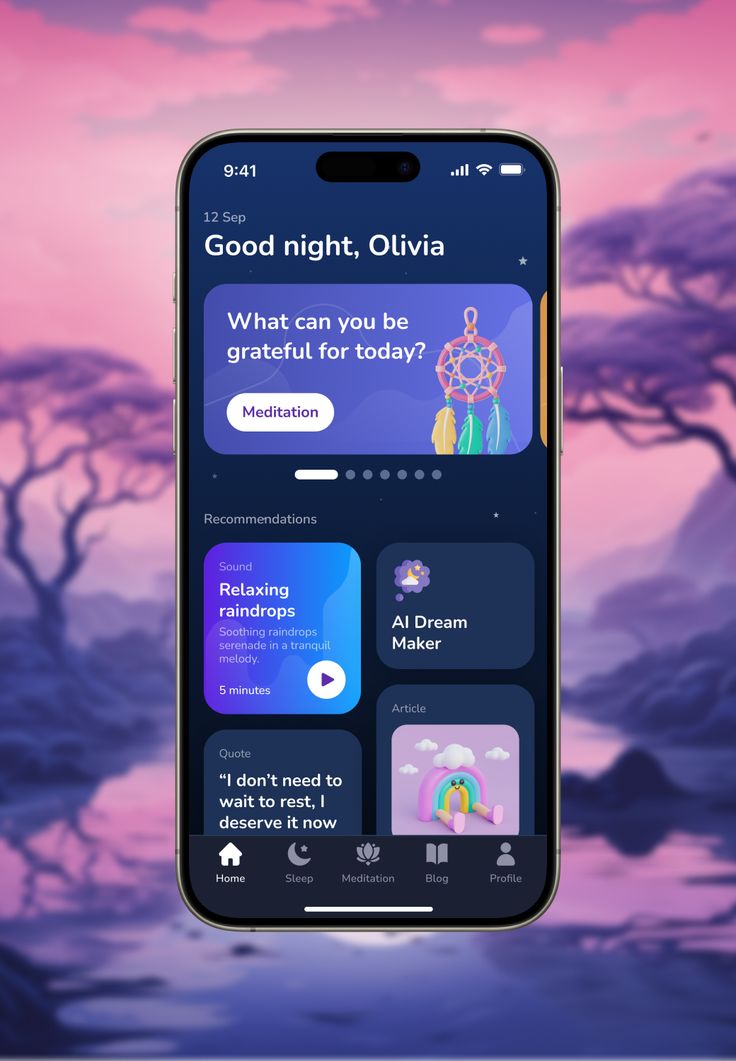 9:41
12 Sep
Good night, Olivia
What can you be
grateful for today?
Meditation
Recommendations
Sound
Relaxing
raindrops
Soothing raindrops
serenade in a tranquil
melody.
5 minutes
AI Dream
Maker
Article
Quote
“I don’t need to
wait to rest, I
deserve it now
Home
Sleep
Meditation
Blog
Profile